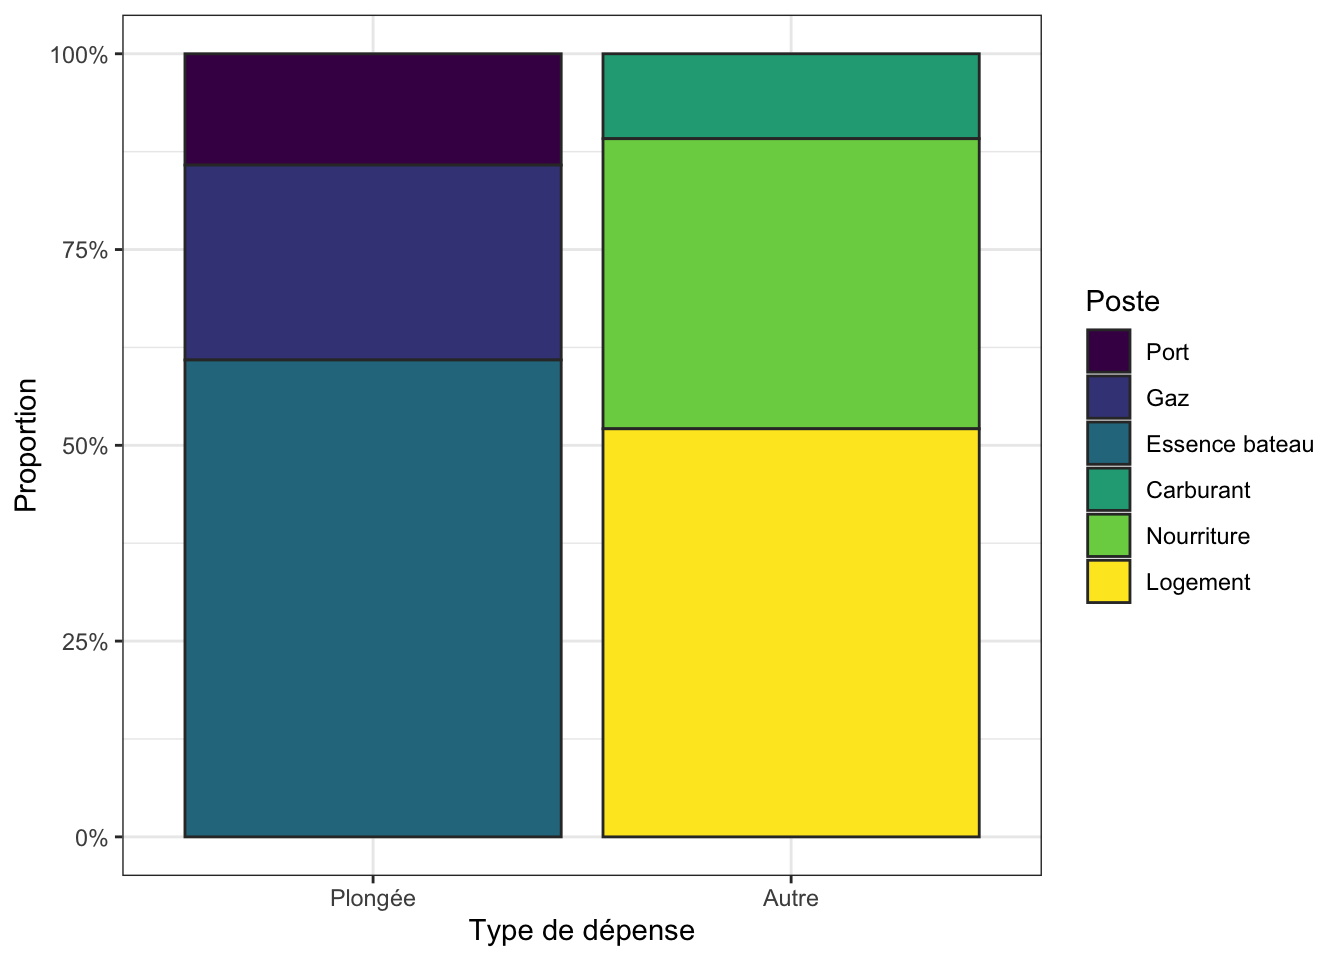 100%
75%
50%
25%
0%
Proportion
Plongée
Autre
Type de dépense
Poste
Port
Gaz
Essence bateau
Carburant
Nourriture
Logement